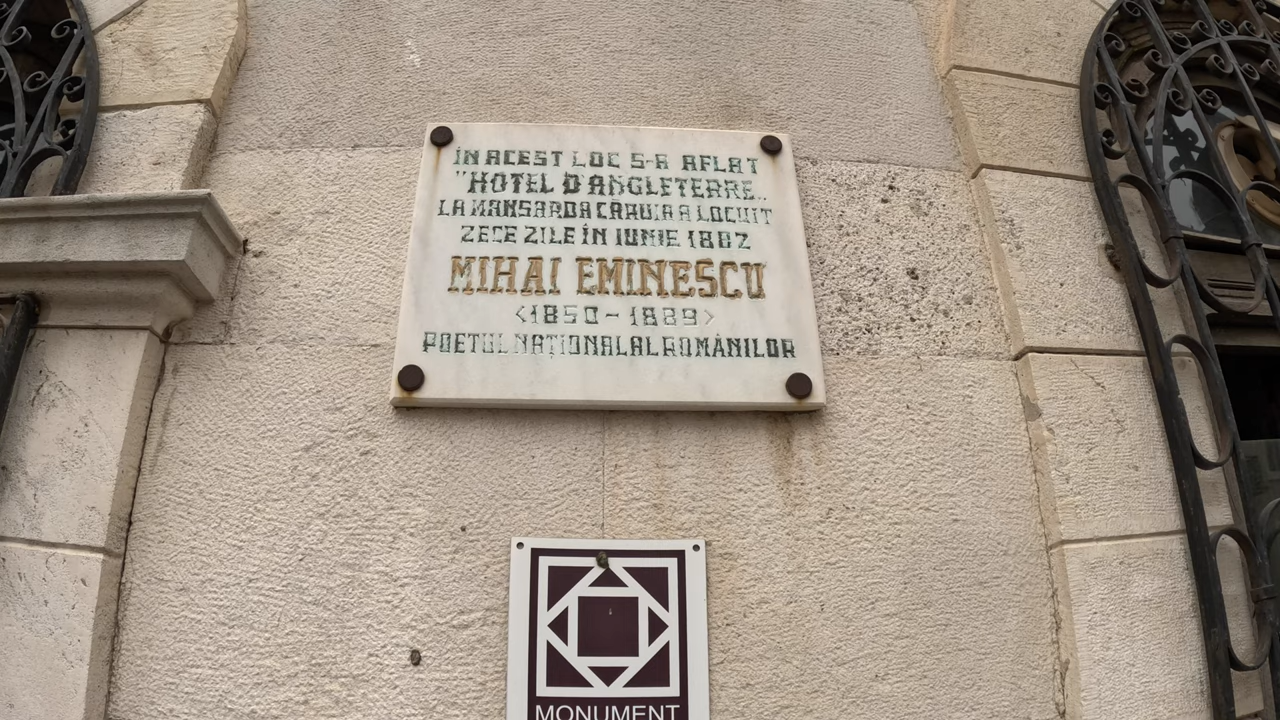 ÎN ACEST LOC S-A AFLAT
"HOTEL D'ANGLETERRE"
LA MANSARDA CĂRUIA A LOCUIT
ZECE ZILE ÎN IUNIE 1882
MIHAI EMINESCU
<1850 - 1889>
POETUL NAȚIONAL AL ROMÂNILOR
MONUMENT